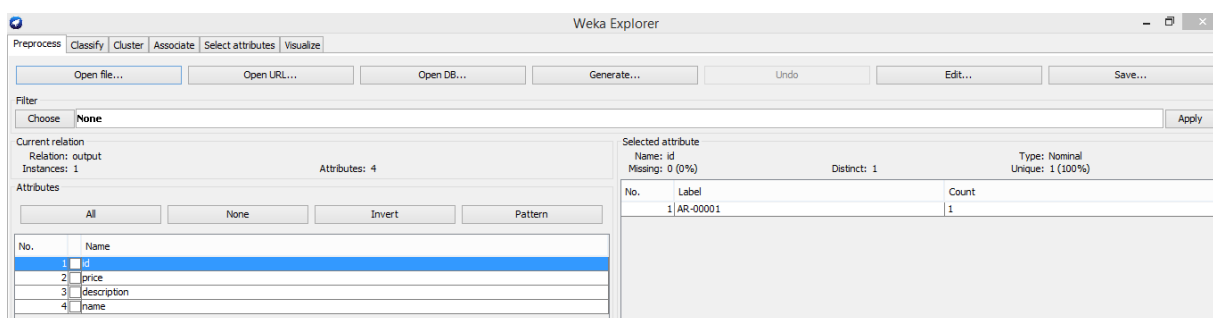 Weka Explorer
Preprocess Classify Cluster Associate Select attributes Visualize
Open file... Open URL... Open DB... Generate... Undo Edit... Save...
Filter
Choose None Apply
Current relation
Relation: output
Instances: 1 Attributes: 4
Attributes
All None Invert Pattern
No. Name
1 id
2 price
3 description
4 name
Selected attribute
Name: id Type: Nominal
Missing: 0 (0%) Distinct: 1 Unique: 1 (100%)
No. Label Count
1 AR-00001 1